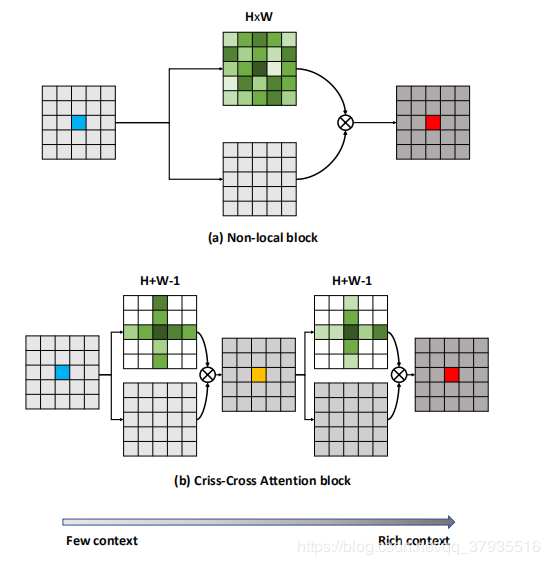 HxW
(a) Non-local block
H+W-1 H+W-1
(b) Criss-Cross Attention block
Few context Rich context
https://blog.csdn.net/qq_37935516